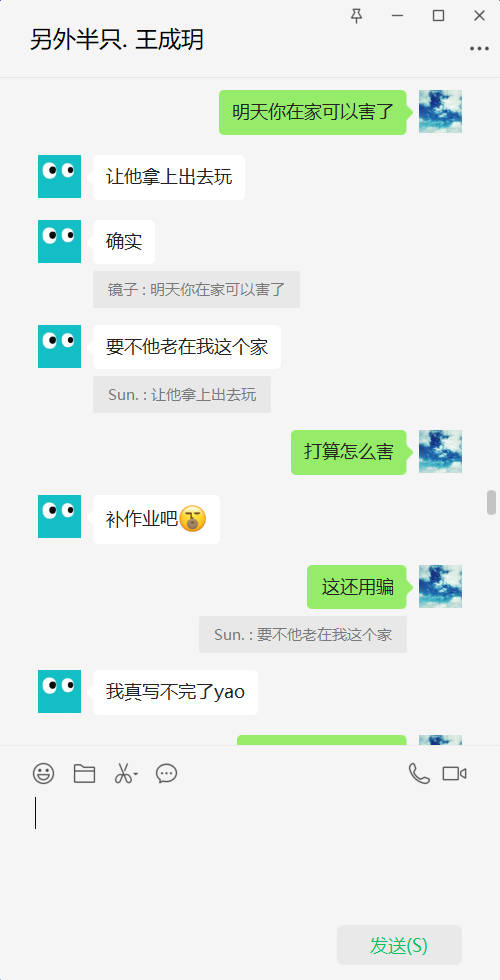 另外半只. 王成玥
明天你在家可以害了
让他拿上出去玩
确实
镜子 : 明天你在家可以害了
要不他老在我这个家
Sun. : 让他拿上出去玩
打算怎么害
补作业吧
这还用骗
Sun. : 要不他老在我这个家
我真写不完了yao
发送(S)